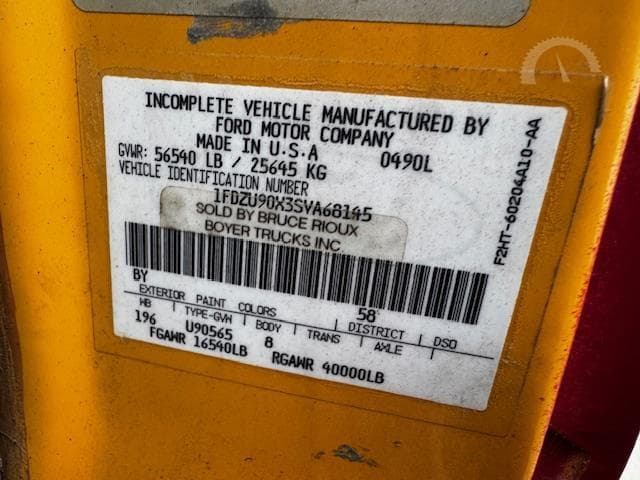 INCOMPLETE VEHICLE MANUFACTURED BY
FORD MOTOR COMPANY
MADE IN U.S.A 0490L
GVWR: 56540 LB / 25645 KG
VEHICLE IDENTIFICATION NUMBER
1FDZU90X3SVA68145
SOLD BY BRUCE RIOUX
BOYER TRUCKS INC
BY 58
EXTERIOR PAINT COLORS DISTRICT DSO
WB TYPE-GVW BODY TRANS AXLE
196 U90565 8
FGAWR 16540LB RGAWR 40000LB
F2HT-60204A10-AA